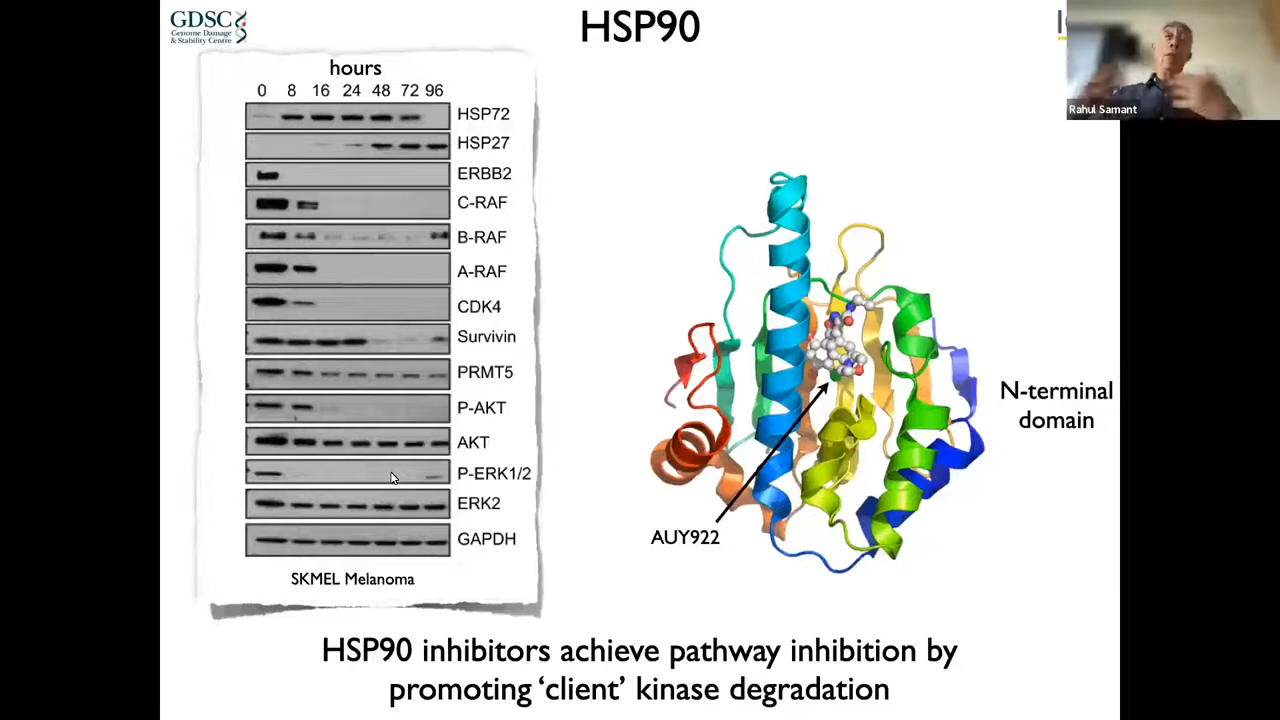 GDSC
Genome Damage
& Stability Centre
HSP90
Rahul Samant
hours
0 8 16 24 48 72 96
HSP72
HSP27
ERBB2
C-RAF
B-RAF
A-RAF
CDK4
Survivin
PRMT5
P-AKT
AKT
P-ERK1/2
ERK2
GAPDH
SKMEL Melanoma
N-terminal
domain
AUY922
HSP90 inhibitors achieve pathway inhibition by
promoting ‘client’ kinase degradation